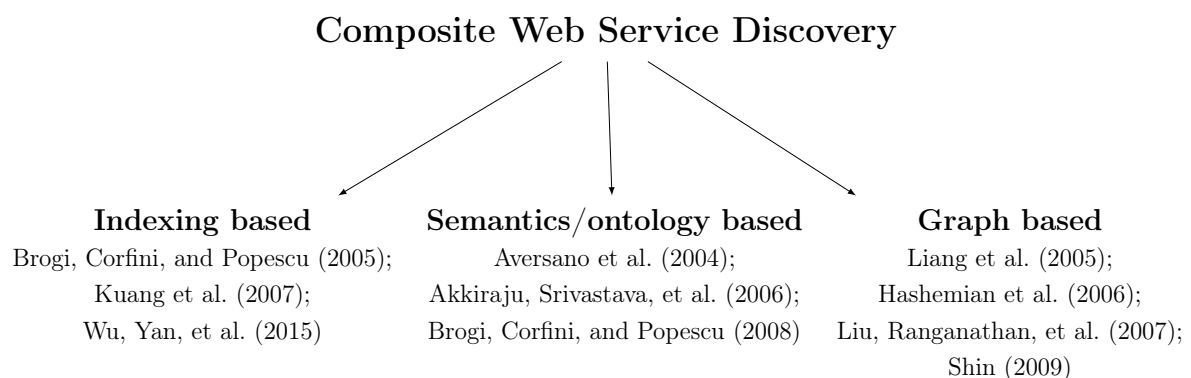 Composite Web Service Discovery
Indexing based
Brogi, Corfini, and Popescu (2005);
Kuang et al. (2007);
Wu, Yan, et al. (2015)
Semantics/ontology based
Aversano et al. (2004);
Akkiraju, Srivastava, et al. (2006);
Brogi, Corfini, and Popescu (2008)
Graph based
Liang et al. (2005);
Hashemian et al. (2006);
Liu, Ranganathan, et al. (2007);
Shin (2009)